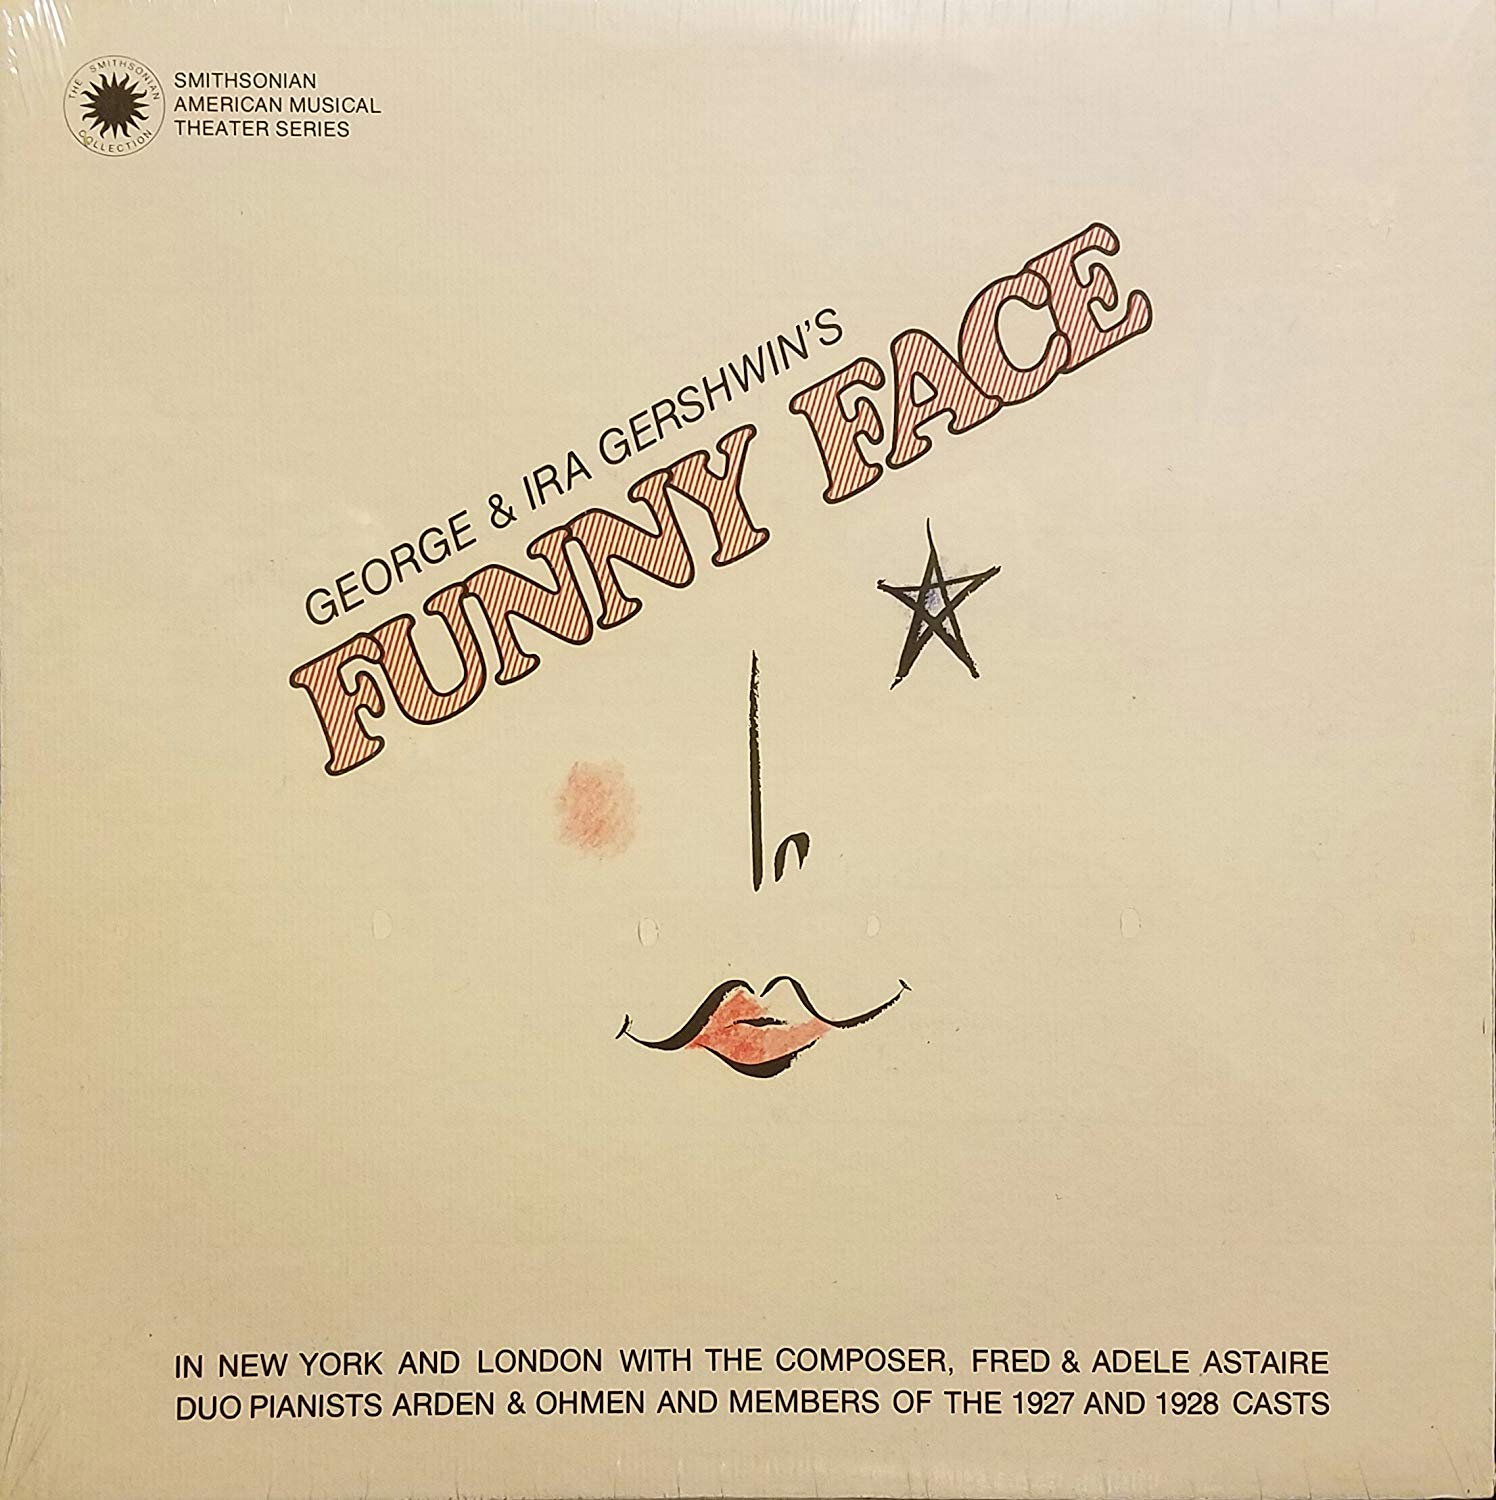 THE SMITHSONIAN
COLLECTION
SMITHSONIAN
AMERICAN MUSICAL
THEATER SERIES
GEORGE & IRA GERSHWIN'S
FUNNY FACE
IN NEW YORK AND LONDON WITH THE COMPOSER, FRED & ADELE ASTAIRE
DUO PIANISTS ARDEN & OHMEN AND MEMBERS OF THE 1927 AND 1928 CASTS